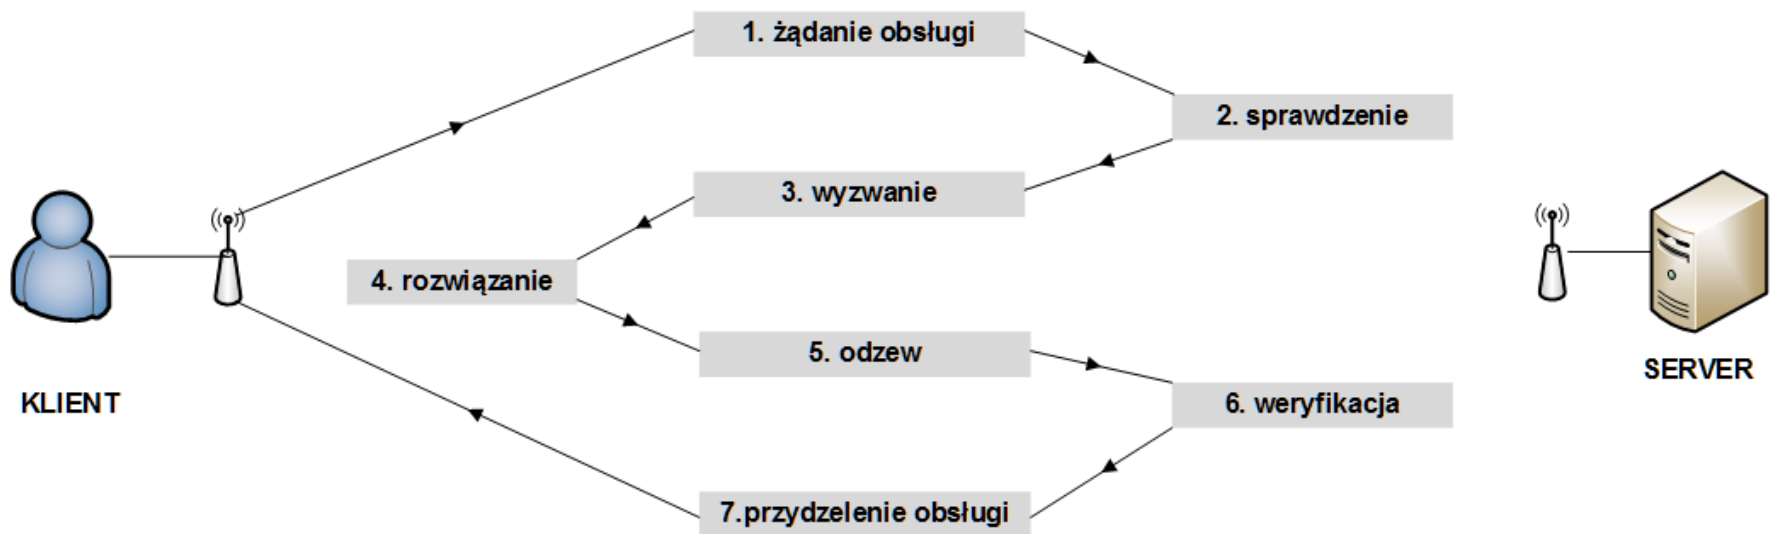 1. żądanie obsługi
2. sprawdzenie
3. wyzwanie
4. rozwiązanie
5. odzew
SERVER
KLIENT
6. weryfikacja
7.przydzelenie obsługi